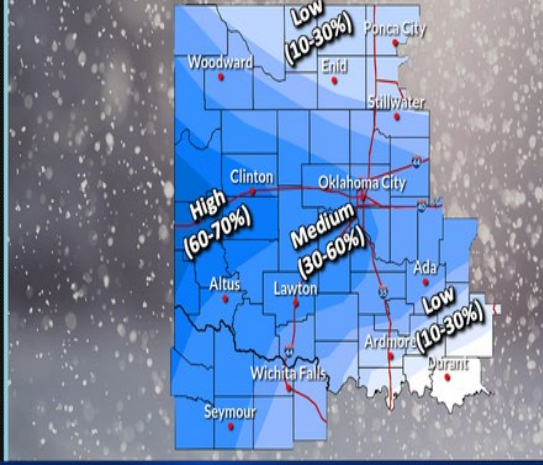 Low
(10-30%)
Ponca City
Woodward
Enid
Stillwater
Clinton
Oklahoma City
High
(60-70%)
Medium
(30-60%)
Altus
Lawton
Ada
Low
(10-30%)
Ardmore
Durant
Wichita Falls
Seymour